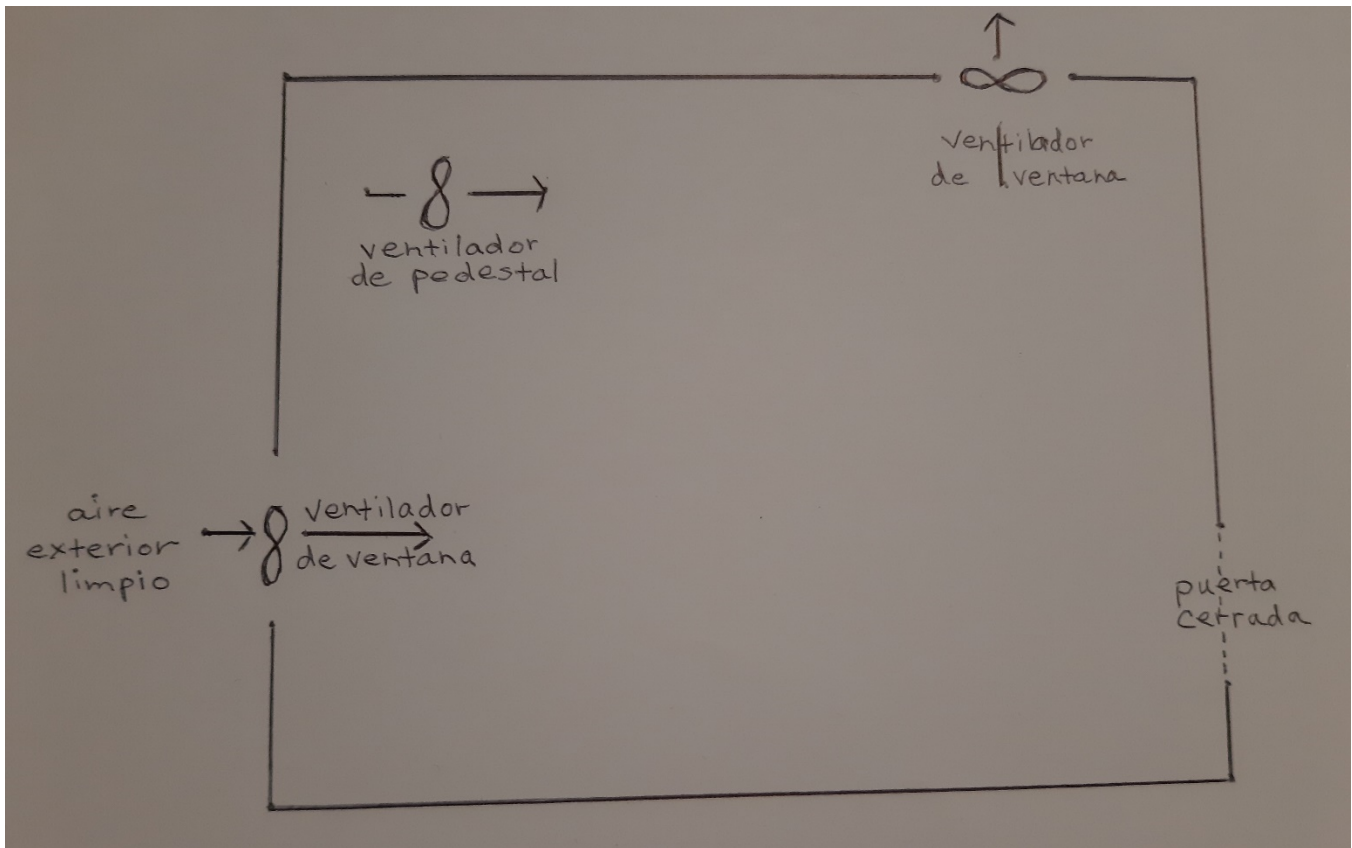 ventilador
de ventana
ventilador
de pedestal
aire
exterior
limpio
ventilador
de ventana
puerta
cerrada